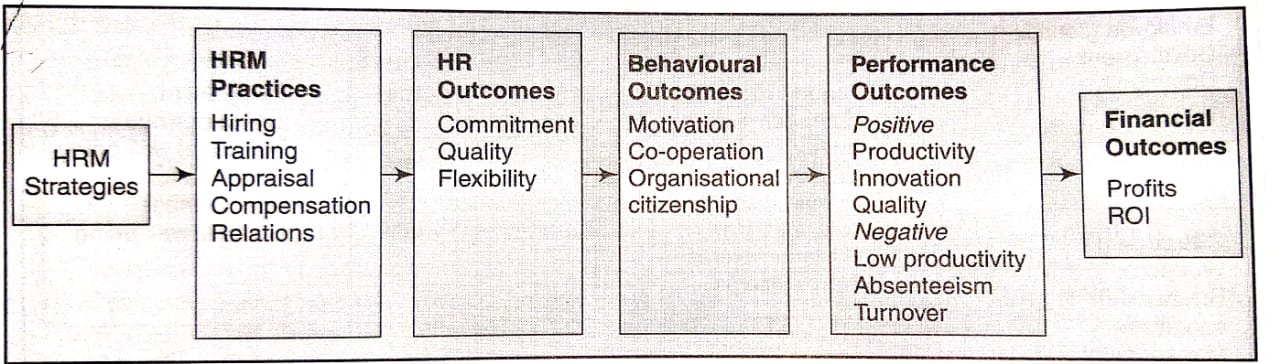 HRM
Strategies
HRM
Practices
Hiring
Training
Appraisal
Compensation
Relations
HR
Outcomes
Commitment
Quality
Flexibility
Behavioural
Outcomes
Motivation
Co-operation
Organisational
citizenship
Performance
Outcomes
Positive
Productivity
Innovation
Quality
Negative
Low productivity
Absenteeism
Turnover
Financial
Outcomes
Profits
ROI